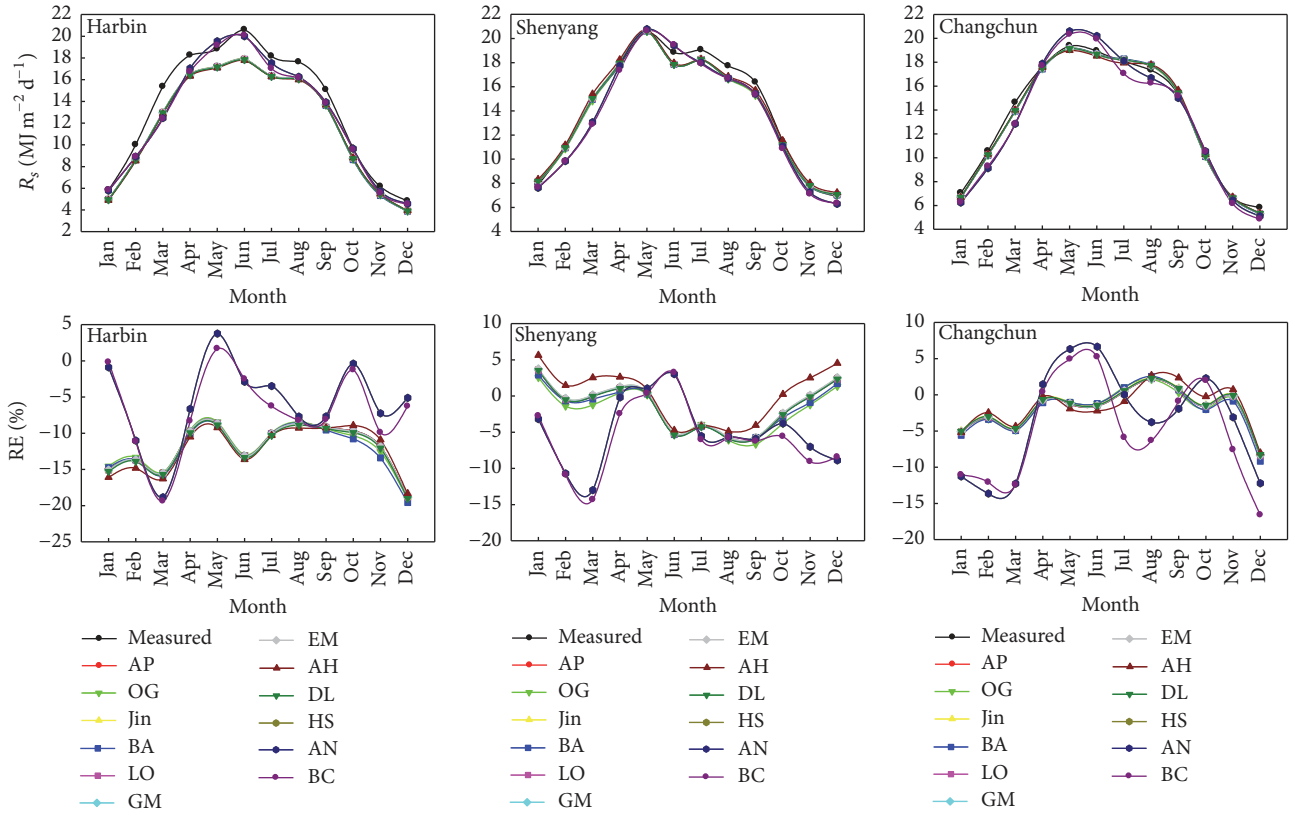 Harbin
Shenyang
Changchun
R_s (MJ m⁻² d⁻¹)
22
20
18
16
14
12
10
8
6
4
2
22
20
18
16
14
12
10
8
6
4
22
20
18
16
14
12
10
8
6
4
Jan Feb Mar Apr May Jun Jul Aug Sep Oct Nov Dec
Jan Feb Mar Apr May Jun Jul Aug Sep Oct Nov Dec
Jan Feb Mar Apr May Jun Jul Aug Sep Oct Nov Dec
Month
Month
Month
Harbin
Shenyang
Changchun
RE (%)
5
0
−5
−10
−15
−20
−25
10
5
0
−5
−10
−15
−20
10
5
0
−5
−10
−15
−20
Jan Feb Mar Apr May Jun Jul Aug Sep Oct Nov Dec
Jan Feb Mar Apr May Jun Jul Aug Sep Oct Nov Dec
Jan Feb Mar Apr May Jun Jul Aug Sep Oct Nov Dec
Month
Month
Month
Measured
AP
OG
Jin
BA
LO
GM
EM
AH
DL
HS
AN
BC
Measured
AP
OG
Jin
BA
LO
GM
EM
AH
DL
HS
AN
BC
Measured
AP
OG
Jin
BA
LO
GM
EM
AH
DL
HS
AN
BC